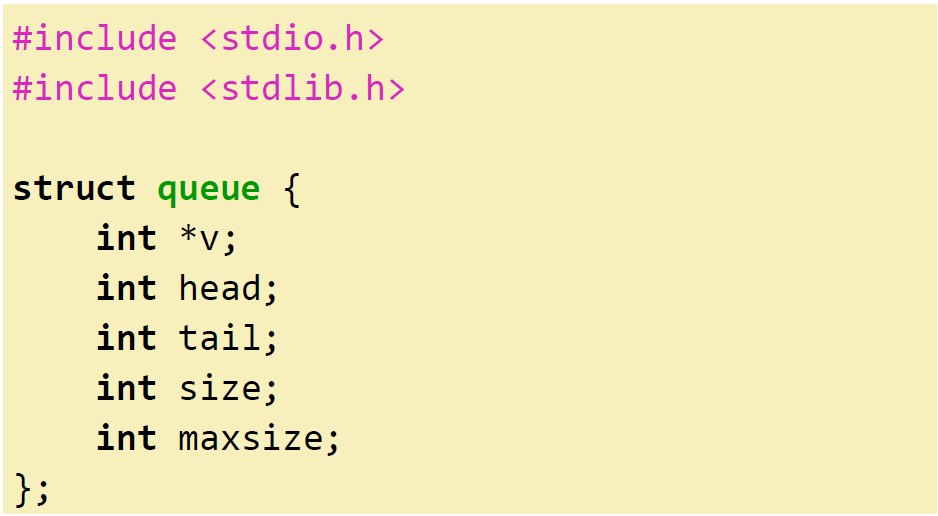 #include <stdio.h>
#include <stdlib.h>

struct queue {
    int *v;
    int head;
    int tail;
    int size;
    int maxsize;
};